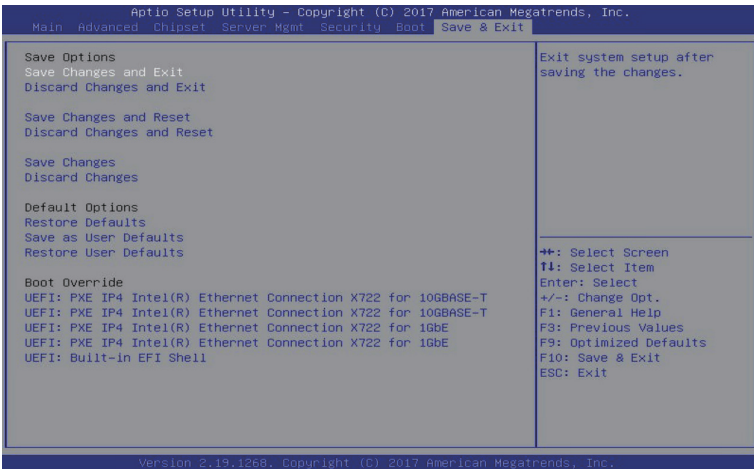 Aptio Setup Utility – Copyright (C) 2017 American Megatrends, Inc.
Main Advanced Chipset Server Mgmt Security Boot Save & Exit
Save Options
Save Changes and Exit
Discard Changes and Exit
Save Changes and Reset
Discard Changes and Reset
Save Changes
Discard Changes
Default Options
Restore Defaults
Save as User Defaults
Restore User Defaults
Boot Override
UEFI: PXE IP4 Intel(R) Ethernet Connection X722 for 10GBASE-T
UEFI: PXE IP4 Intel(R) Ethernet Connection X722 for 10GBASE-T
UEFI: PXE IP4 Intel(R) Ethernet Connection X722 for 1GbE
UEFI: PXE IP4 Intel(R) Ethernet Connection X722 for 1GbE
UEFI: Built-in EFI Shell
Exit system setup after
saving the changes.
→←: Select Screen
↑↓: Select Item
Enter: Select
+/-: Change Opt.
F1: General Help
F3: Previous Values
F9: Optimized Defaults
F10: Save & Exit
ESC: Exit
Version 2.19.1268. Copyright (C) 2017 American Megatrends, Inc.